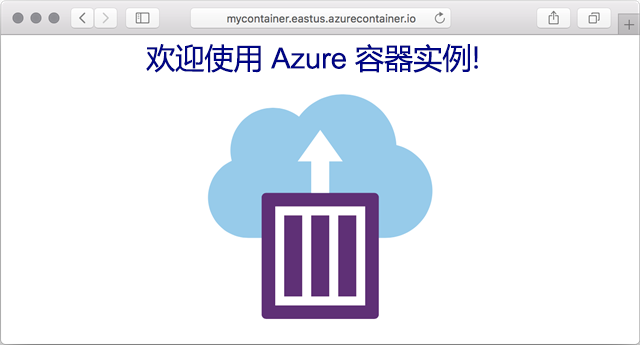 mycontainer.eastus.azurecontainer.io
欢迎使用 Azure 容器实例!